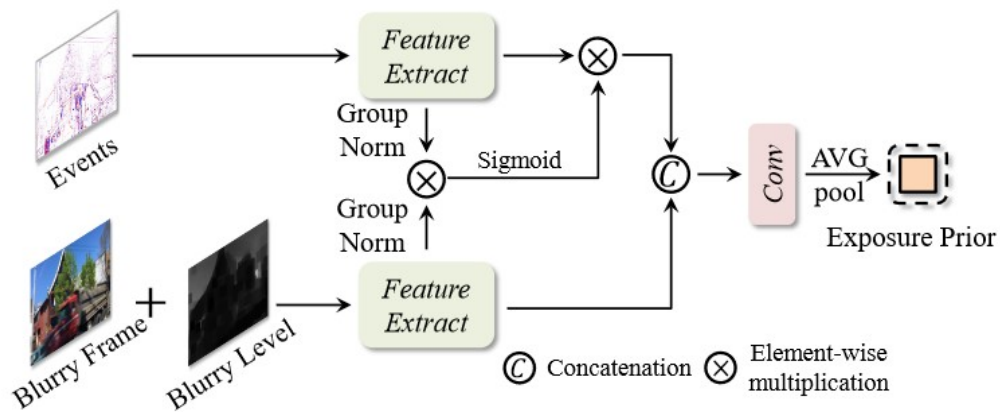 Feature
Extract
Events
Group
Norm
Sigmoid
Group
Norm
C
Conv
AVG
pool
Exposure Prior
Feature
Extract
Blurry Frame
+
Blurry Level
C Concatenation
Element-wise
multiplication